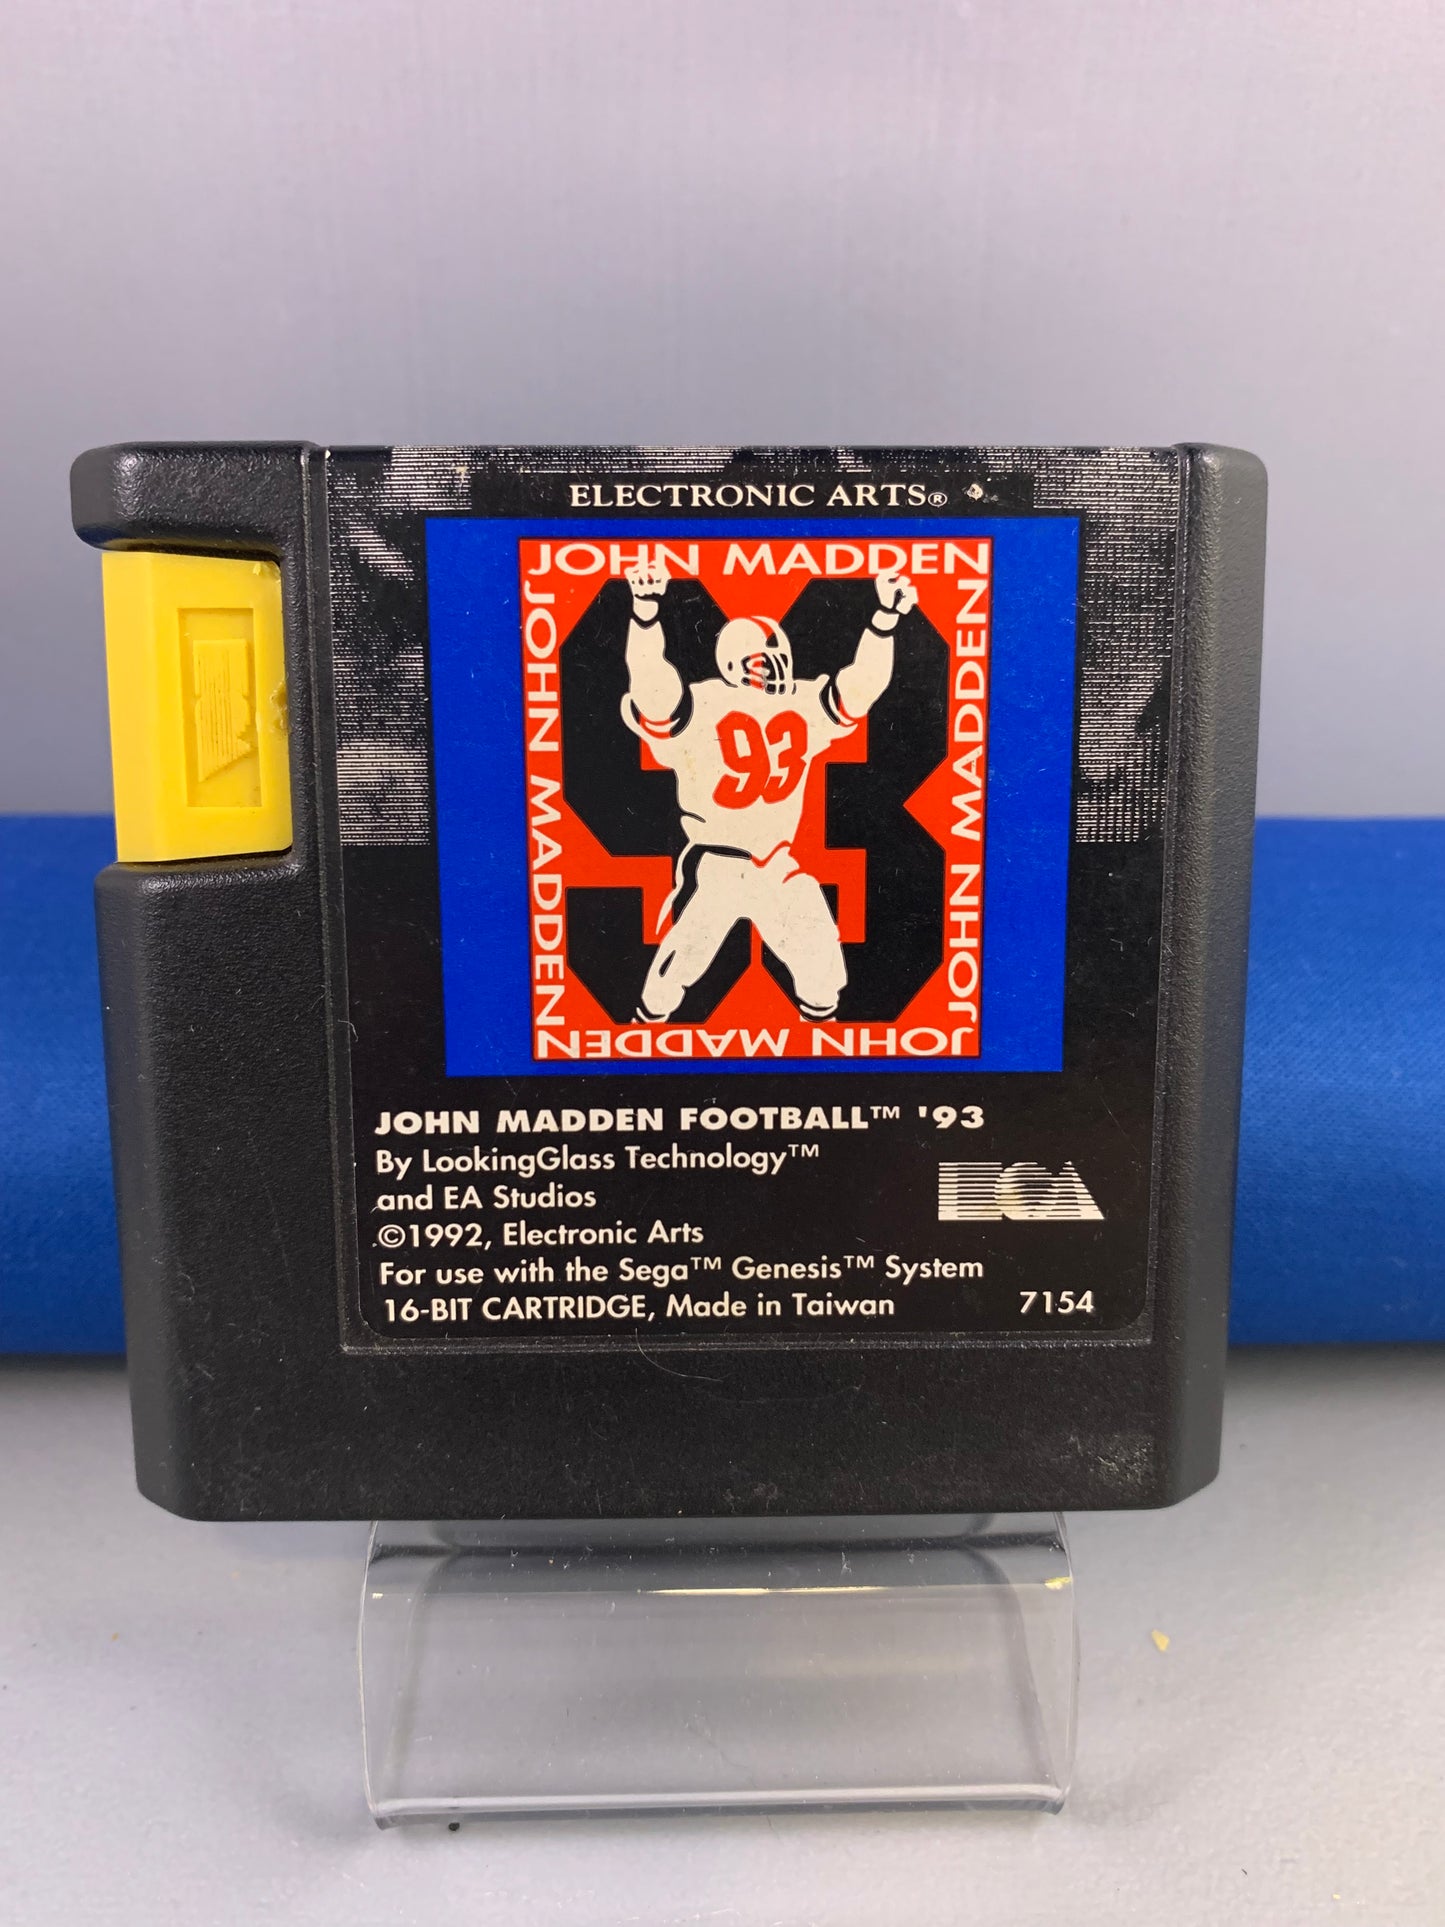 ELECTRONIC ARTS®
JOHN MADDEN
JOHN MADDEN
JOHN MADDEN
JOHN MADDEN
93
93
JOHN MADDEN FOOTBALL™ '93
By LookingGlass Technology™
and EA Studios
©1992, Electronic Arts
For use with the Sega™ Genesis™ System
16-BIT CARTRIDGE, Made in Taiwan
EA
7154